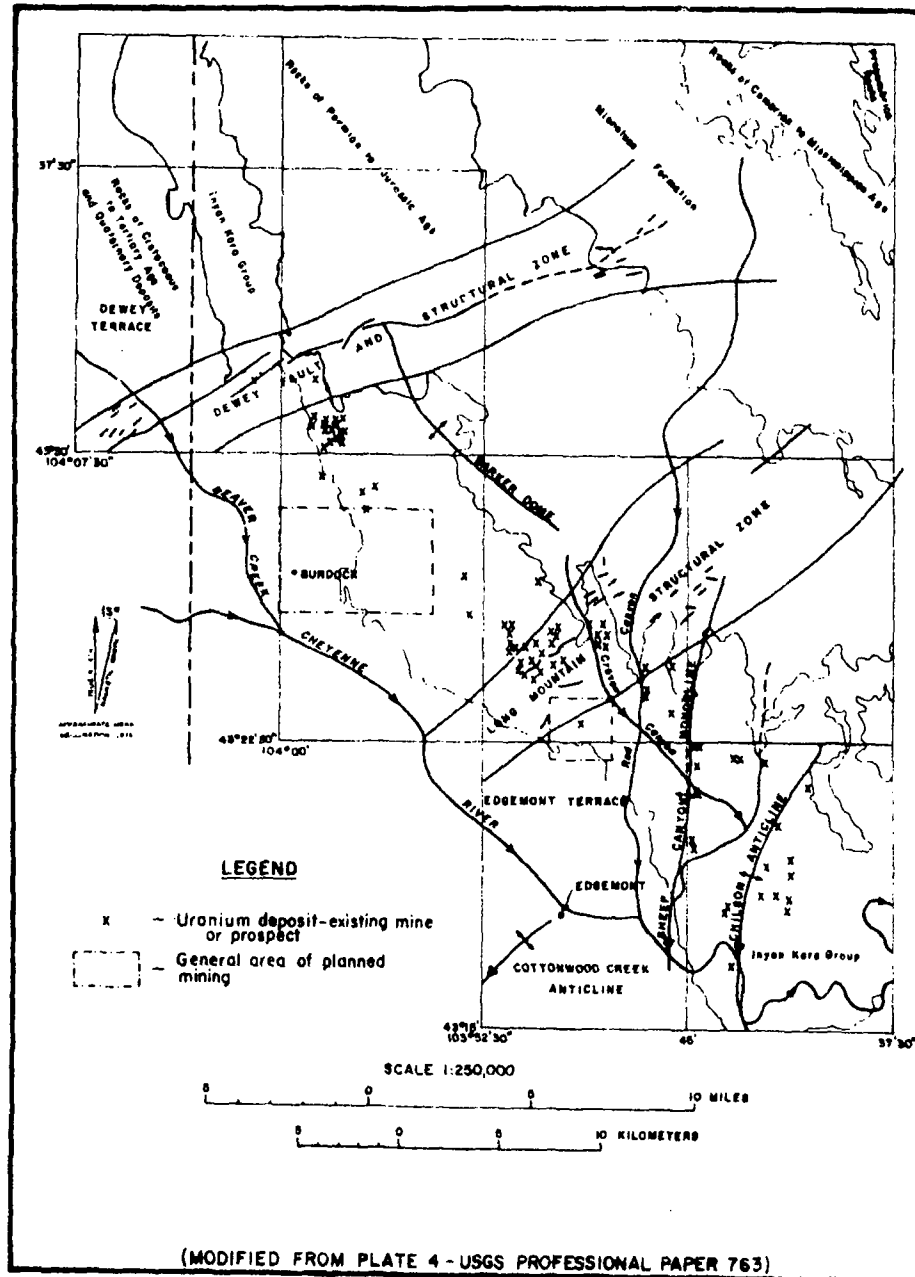 Rocks of Permian to Jurassic Age
Rocks of Cambrian to Mississippian Age
Precambrian
Minnelusa
Formation
37'30"
Rocks of Cretaceous
to Tertiary Age
and Quaternary Deposits
Inyan Kara Group
DEWEY
TERRACE
DEWEY FAULT AND STRUCTURAL ZONE
43°30'
104°07'30"
BEAVER
CREEK
BARKER DOME
BURDOCK
STRUCTURAL ZONE
CHEYENNE
Canyon
LONG MOUNTAIN
Craven
Canyon
Red
MONOCLINE
15°
43°22'30"
104°00'
EDGEMONT TERRACE
RIVER
CANYON
SHEEP
CHILSON ANTICLINE
LEGEND
x ~ Uranium deposit-existing mine
or prospect
~ General area of planned
mining
EDGEMONT
COTTONWOOD CREEK
ANTICLINE
Inyan Kara Group
43°15'
103°52'30"
45'
37'30"
SCALE 1:250,000
5 0 5 10 MILES
5 0 5 10 KILOMETERS
(MODIFIED FROM PLATE 4 - USGS PROFESSIONAL PAPER 763)